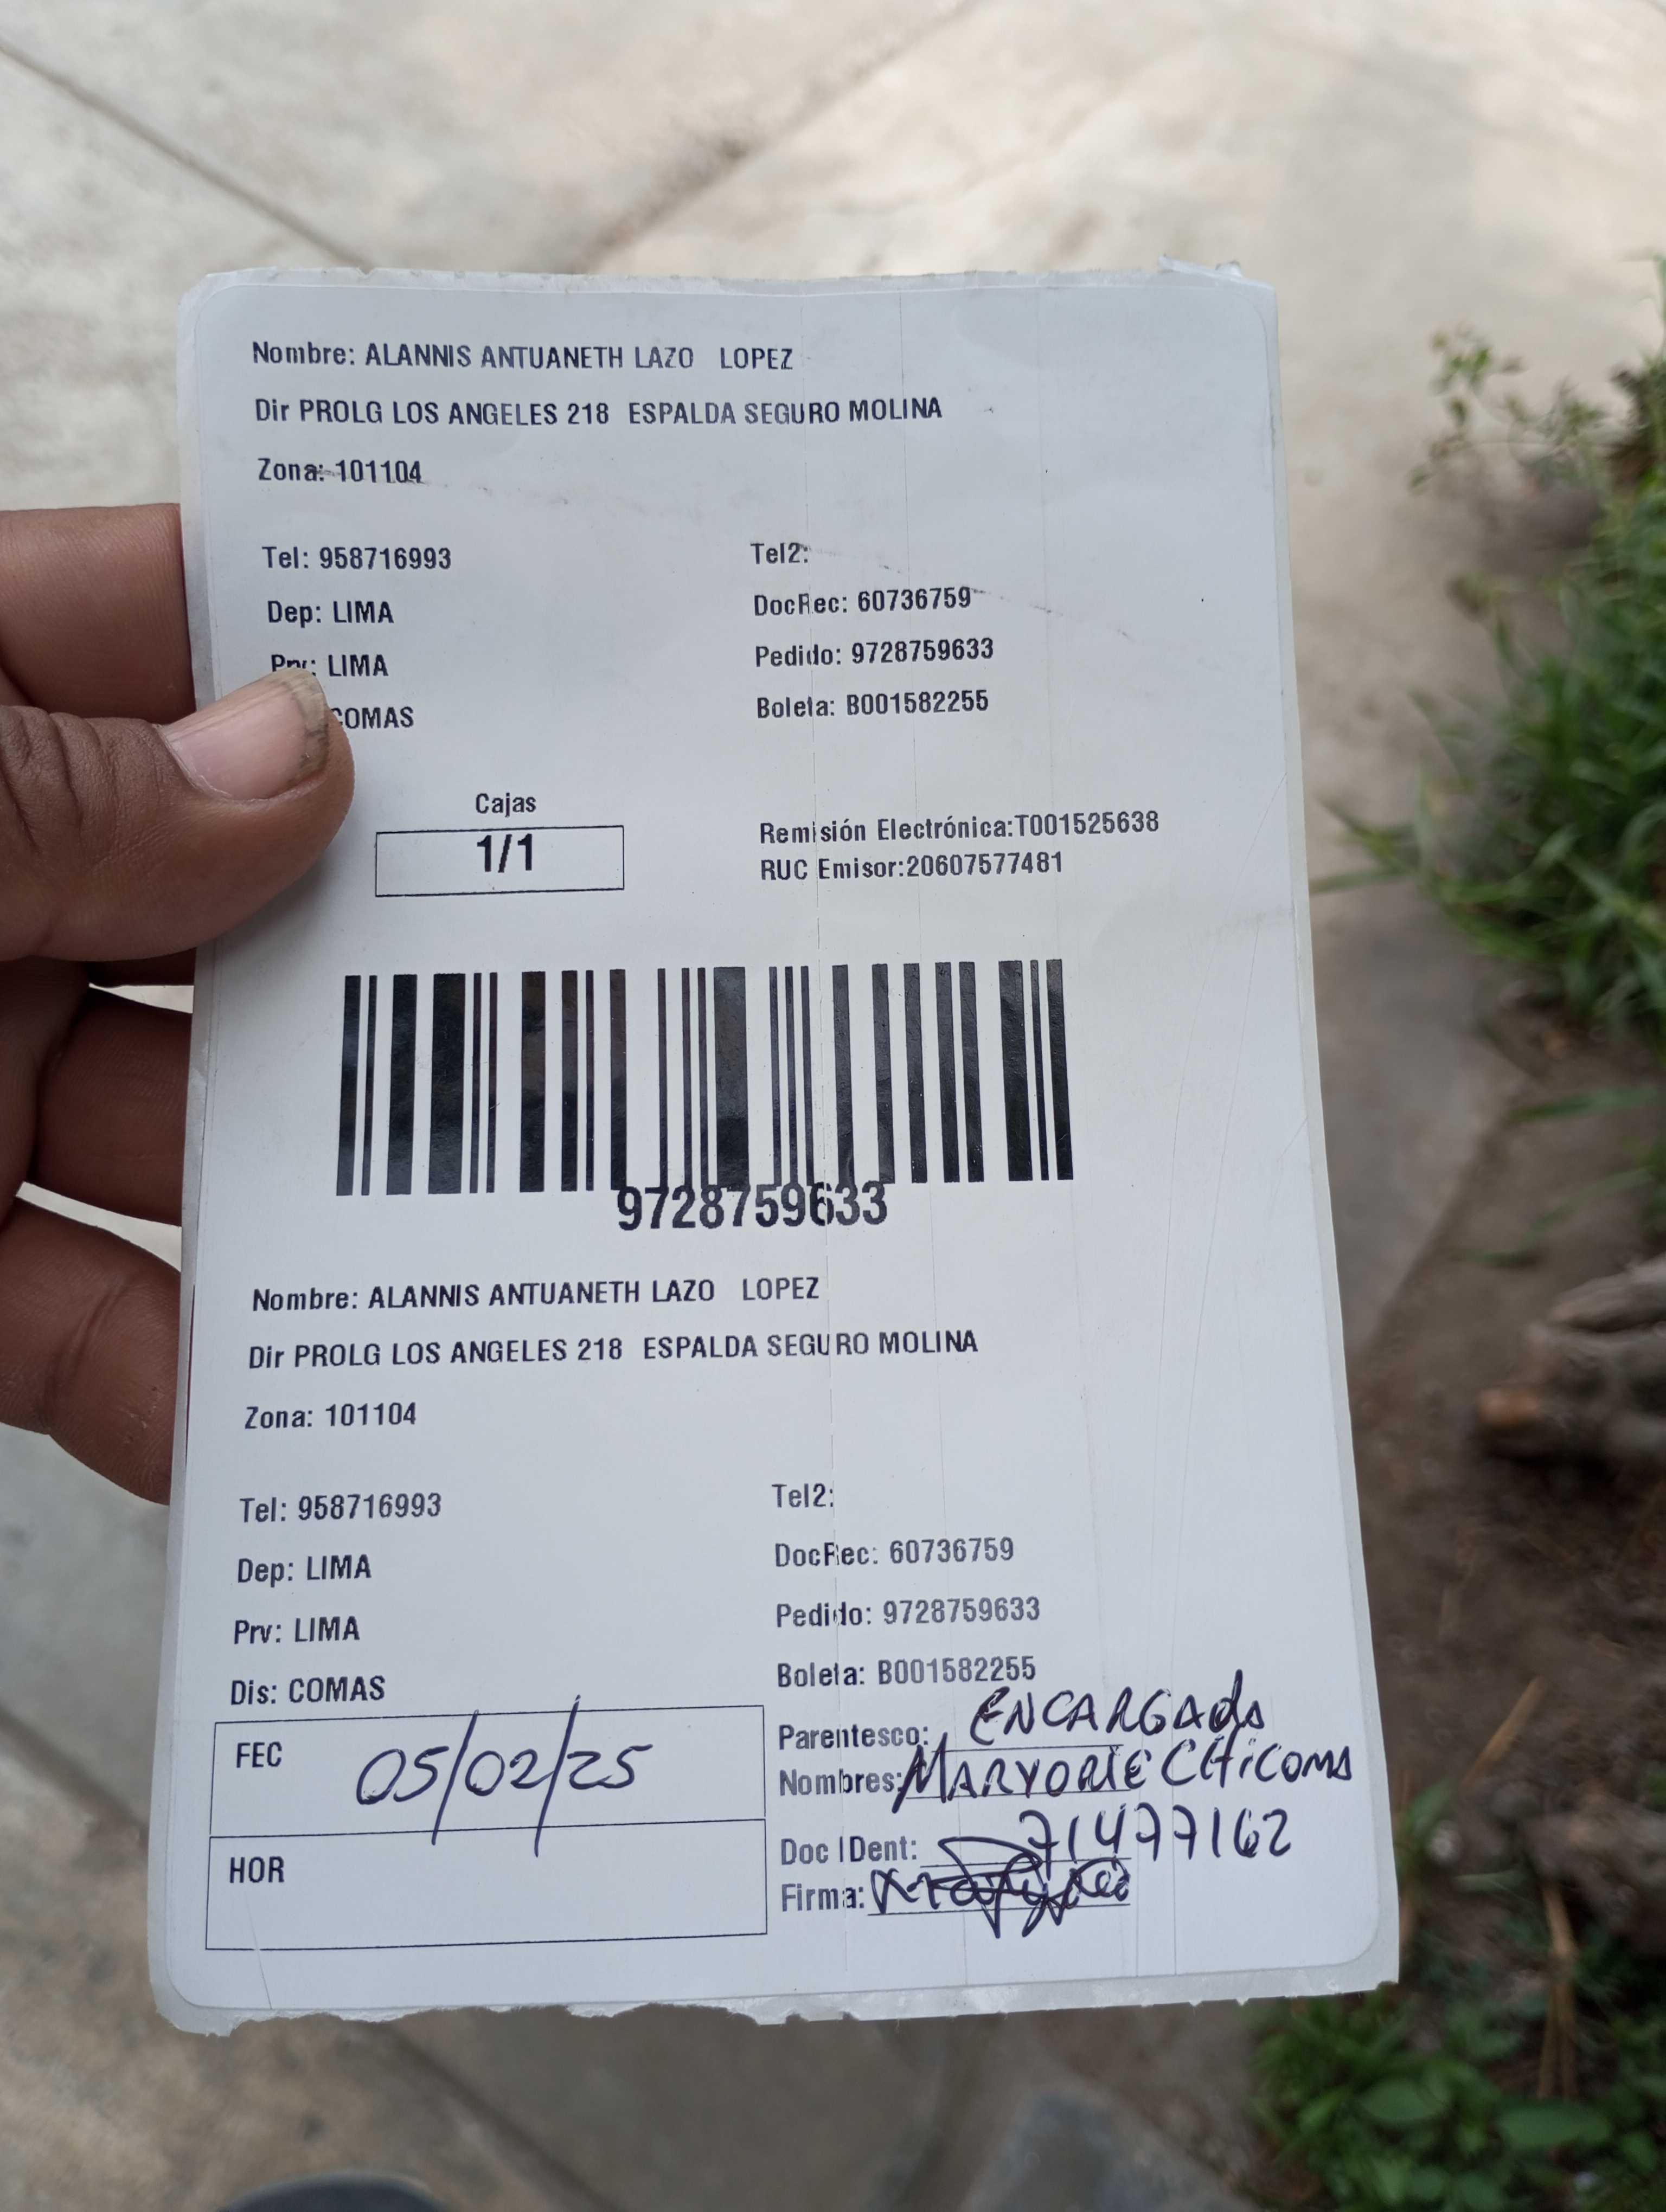 Nombre: ALANNIS ANTUANETH LAZO LOPEZ
Dir PROLG LOS ANGELES 218 ESPALDA SEGURO MOLINA
Zona: 101104
Tel: 958716993 Tel2:
Dep: LIMA DocRec: 60736759
Prv: LIMA Pedido: 9728759633
COMAS Boleta: B001582255
Cajas
1/1
Remisión Electrónica:T001525638
RUC Emisor:20607577481
9728759633
Nombre: ALANNIS ANTUANETH LAZO LOPEZ
Dir PROLG LOS ANGELES 218 ESPALDA SEGURO MOLINA
Zona: 101104
Tel: 958716993 Tel2:
Dep: LIMA DocRec: 60736759
Prv: LIMA Pedido: 9728759633
Dis: COMAS Boleta: B001582255
FEC 05/02/25
HOR
Parentesco: ENCARGADA
Nombres: MARYORIE CHICOMA
Doc IDent: 71477162
Firma: